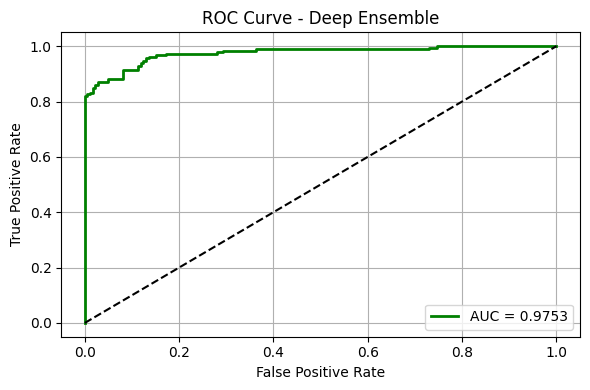 ROC Curve - Deep Ensemble
True Positive Rate
1.0
0.8
0.6
0.4
0.2
0.0
0.0 0.2 0.4 0.6 0.8 1.0
False Positive Rate
AUC = 0.9753